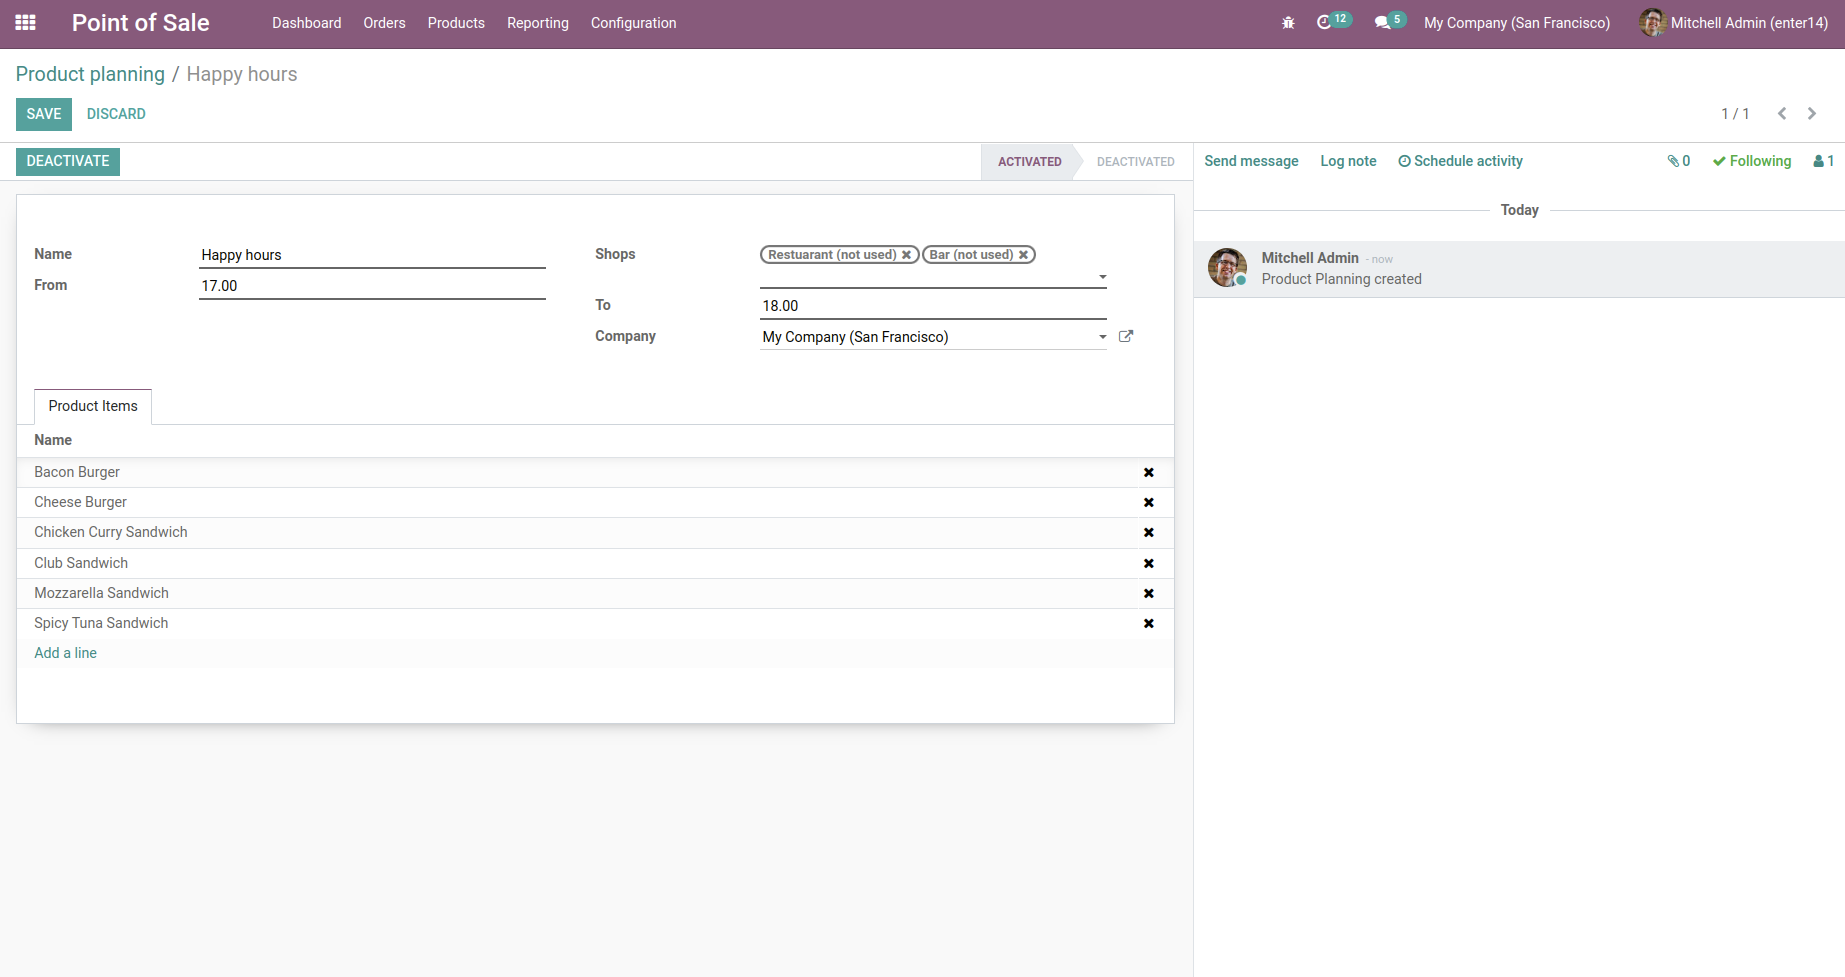 Point of Sale Dashboard Orders Products Reporting Configuration 12 5 My Company (San Francisco) Mitchell Admin (enter14)
Product planning / Happy hours
SAVE DISCARD 1 / 1
DEACTIVATE ACTIVATED DEACTIVATED Send message Log note Schedule activity 0 Following 1
Today
Name Happy hours Shops Restuarant (not used) Bar (not used)
From 17.00
To 18.00
Company My Company (San Francisco)
Mitchell Admin - now
Product Planning created
Product Items
Name
Bacon Burger
Cheese Burger
Chicken Curry Sandwich
Club Sandwich
Mozzarella Sandwich
Spicy Tuna Sandwich
Add a line